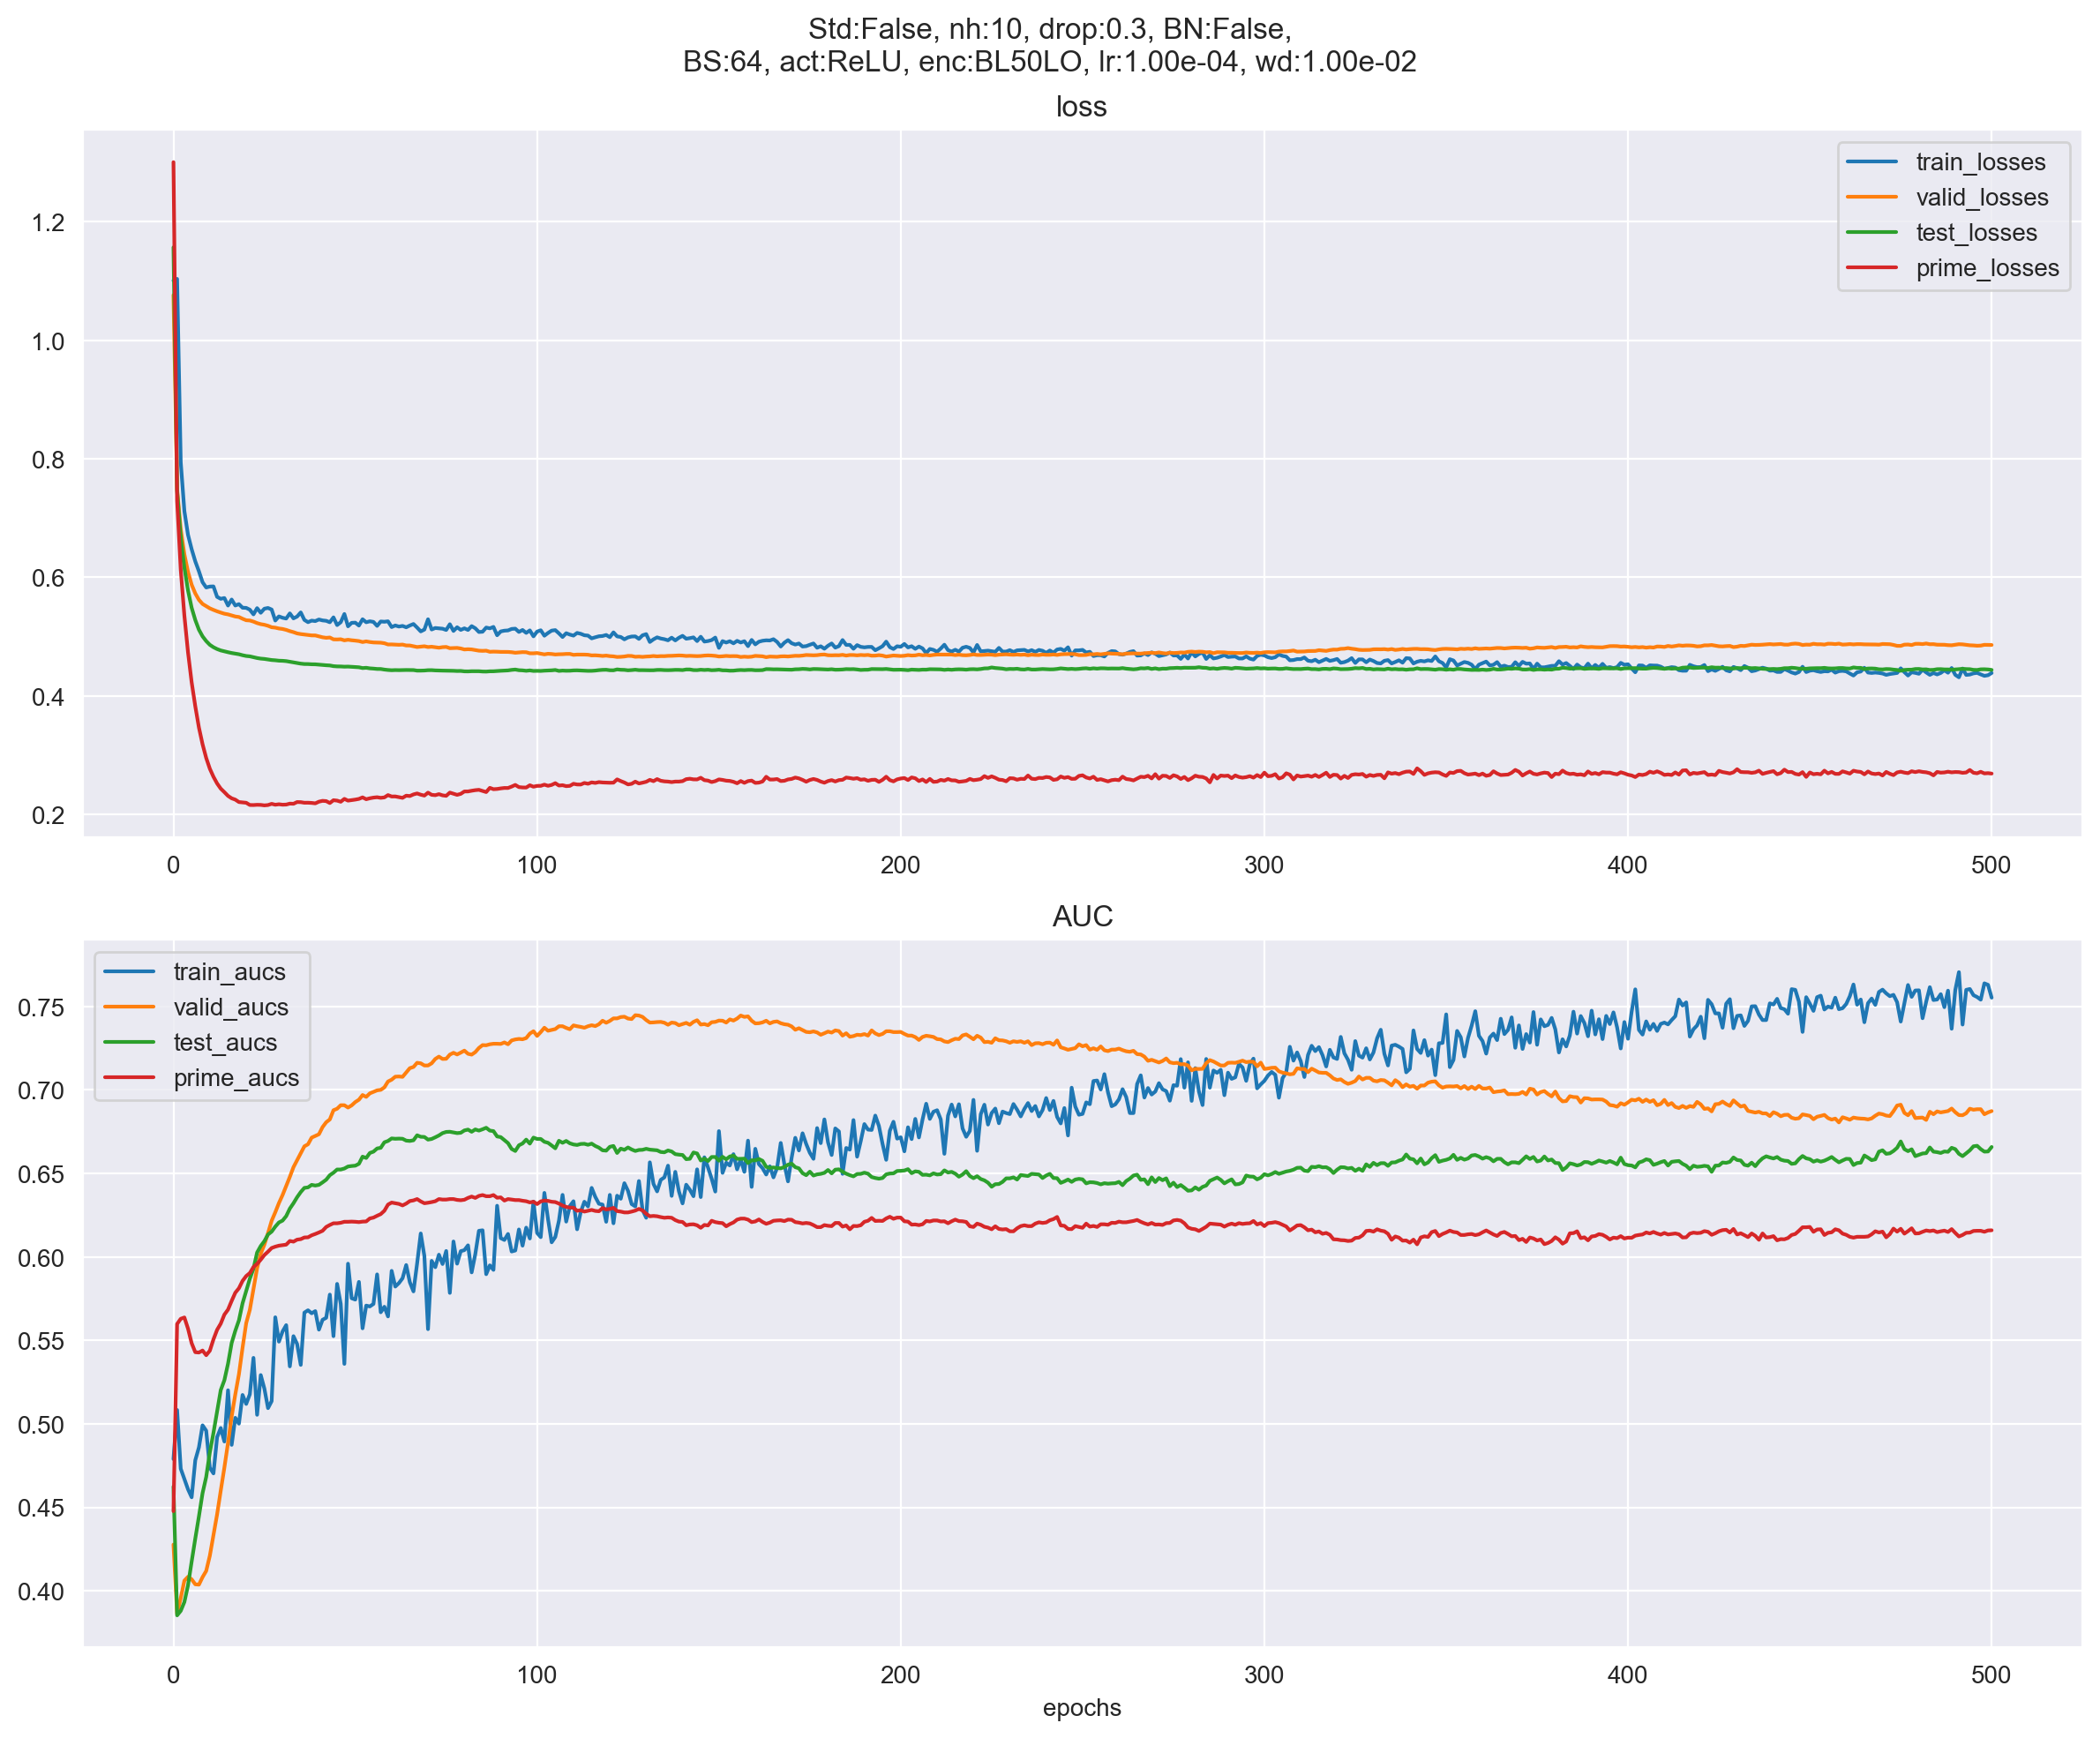 Std:False, nh:10, drop:0.3, BN:False,
BS:64, act:ReLU, enc:BL50LO, lr:1.00e-04, wd:1.00e-02
loss
train_losses
valid_losses
test_losses
prime_losses
1.2
1.0
0.8
0.6
0.4
0.2
0 100 200 300 400 500
AUC
train_aucs
valid_aucs
test_aucs
prime_aucs
0.75
0.70
0.65
0.60
0.55
0.50
0.45
0.40
0 100 200 300 400 500
epochs